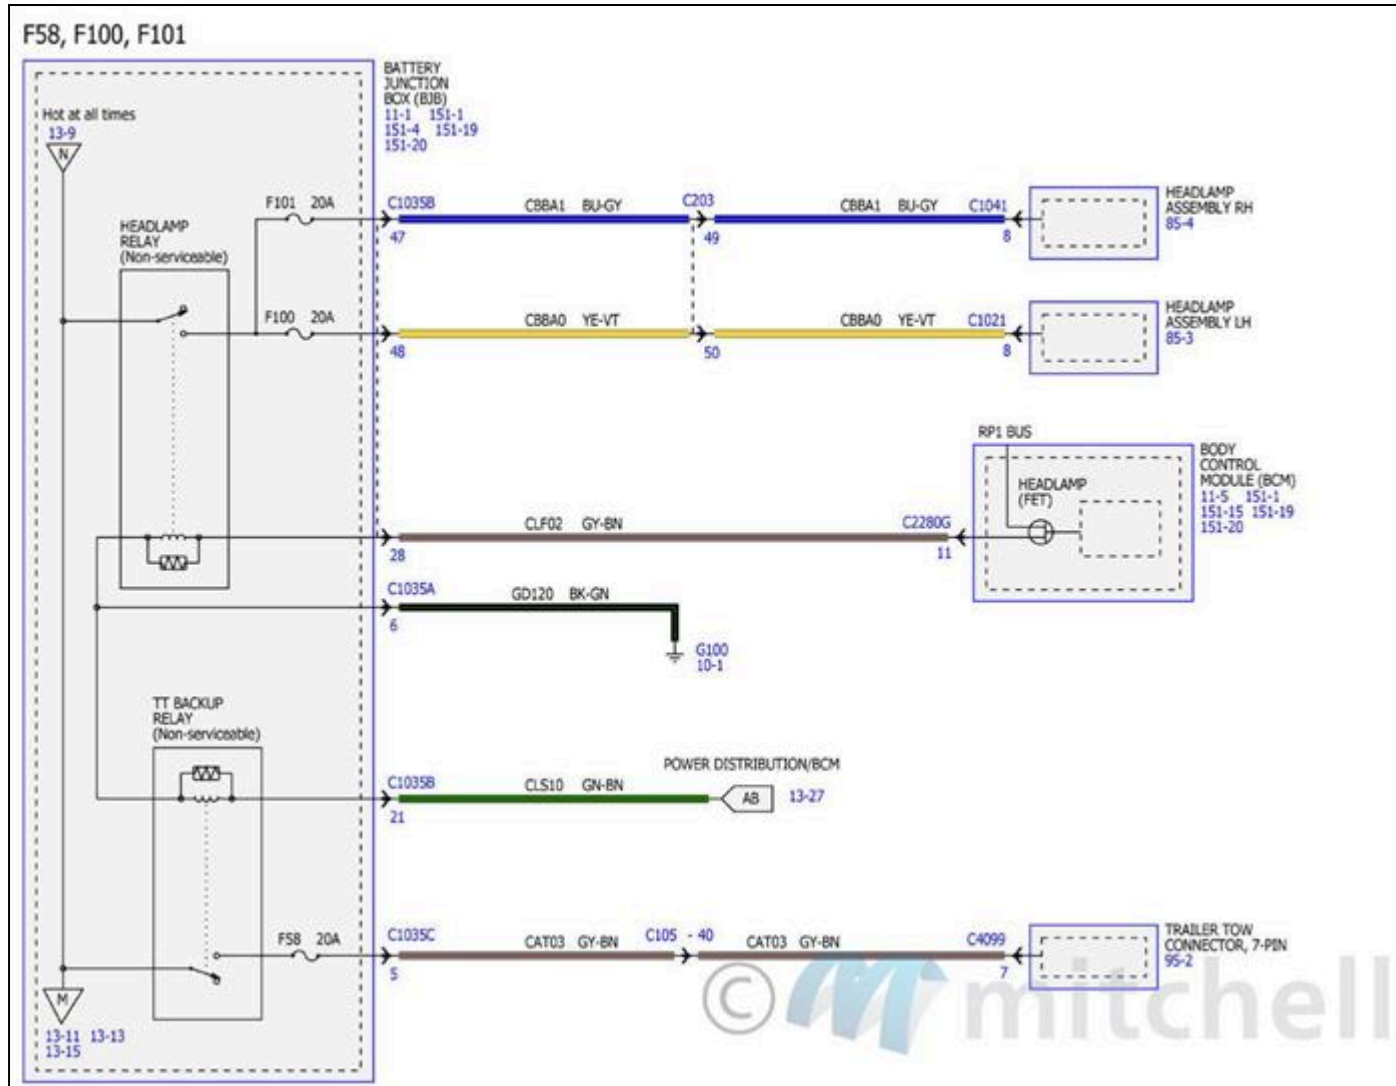 F58, F100, F101
BATTERY
JUNCTION
BOX (BJB)
11-1 151-1
151-4 151-19
151-20
Hot at all times
13-9
N
F101 20A
C1035B
CBBA1 BU-GY
C203
CBBA1 BU-GY
C1041
HEADLAMP
ASSEMBLY RH
85-4
47
49
8
HEADLAMP
RELAY
(Non-serviceable)
F100 20A
CBBA0 YE-VT
CBBA0 YE-VT
C1021
HEADLAMP
ASSEMBLY LH
85-3
48
50
8
RP1 BUS
BODY
CONTROL
MODULE (BCM)
11-5 151-1
151-15 151-19
151-20
HEADLAMP
(FET)
CLF02 GY-BN
C2280G
28
11
C1035A
GD120 BK-GN
6
G100
10-1
TT BACKUP
RELAY
(Non-serviceable)
POWER DISTRIBUTION/BCM
C1035B
CLS10 GN-BN
AB
13-27
21
F58 20A
C1035C
CAT03 GY-BN
C105 - 40
CAT03 GY-BN
C4099
TRAILER TOW
CONNECTOR, 7-PIN
95-2
5
7
M
13-11 13-13
13-15
© mitchell